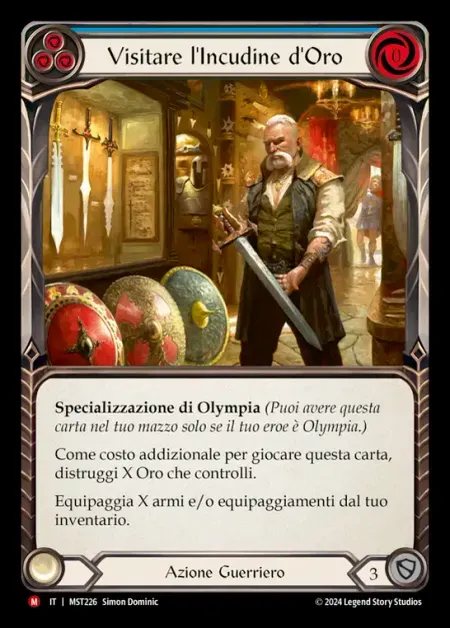 Visitare l'Incudine d'Oro
0
Specializzazione di Olympia (Puoi avere questa
carta nel tuo mazzo solo se il tuo eroe è Olympia.)
Come costo addizionale per giocare questa carta,
distruggi X Oro che controlli.
Equipaggia X armi e/o equipaggiamenti dal tuo
inventario.
Azione Guerriero
3
M IT | MST226 Simon Dominic
© 2024 Legend Story Studios